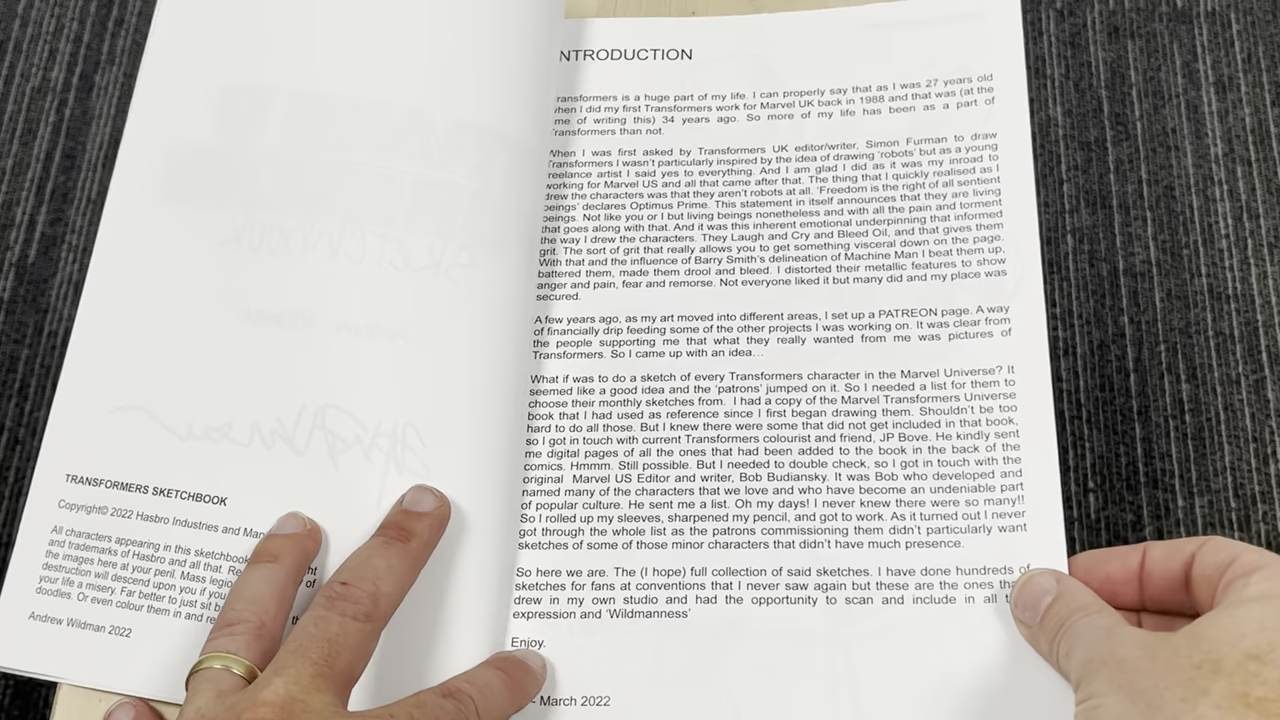 TRANSFORMERS SKETCHBOOK
Copyright© 2022 Hasbro Industries and
All characters appearing in this sketchbook
and trademarks of Hasbro and all that.
the images here at your peril. Mass of
destruction will descend upon you if your
your life a misery. Far better to just sit
doodles. Or even colour them in and
Andrew Wildman 2022
NTRODUCTION
ransformers is a huge part of my life. I can properly say that as I was 27 years old
hen I did my first Transformers work for Marvel UK back in 1988 and that was (at the
me of writing this) 34 years ago. So more of my life has been as a part of
ransformers than not.
When I was first asked by Transformers UK editor/writer, Simon Furman to draw
Transformers I wasn't particularly inspired by the idea of drawing 'robots' but as a young
reelance artist I said yes to everything. And I am glad I did as it was my inroad to
working for Marvel US and all that came after that. The thing that I quickly realised as I
drew the characters was that they aren't robots at all. 'Freedom is the right of all sentient
beings' declares Optimus Prime. This statement in itself announces that they are living
beings. Not like you or I but living beings nonetheless and with all the pain and torment
that goes along with that. And it was this inherent emotional underpinning that informed
the way I drew the characters. They Laugh and Cry and Bleed Oil, and that gives them
grit. The sort of grit that really allows you to get something visceral down on the page.
With that and the influence of Barry Smith's delineation of Machine Man I beat them up,
battered them, made them drool and bleed. I distorted their metallic features to show
anger and pain, fear and remorse. Not everyone liked it but many did and my place was
secured.
A few years ago, as my art moved into different areas, I set up a PATREON page. A way
of financially drip feeding some of the other projects I was working on. It was clear from
the people supporting me that what they really wanted from me was pictures of
Transformers. So I came up with an idea…
What if was to do a sketch of every Transformers character in the Marvel Universe? It
seemed like a good idea and the 'patrons' jumped on it. So I needed a list for them to
choose their monthly sketches from. I had a copy of the Marvel Transformers Universe
book that I had used as reference since I first began drawing them. Shouldn't be too
hard to do all those. But I knew there were some that did not get included in that book,
so I got in touch with current Transformers colourist and friend, JP Bove. He kindly sent
me digital pages of all the ones that had been added to the book in the back of the
comics. Hmmm. Still possible. But I needed to double check, so I got in touch with the
original Marvel US Editor and writer, Bob Budiansky. It was Bob who developed and
named many of the characters that we love and who have become an undeniable part
of popular culture. He sent me a list. Oh my days! I never knew there were so many!!
So I rolled up my sleeves, sharpened my pencil, and got to work. As it turned out I never
got through the whole list as the patrons commissioning them didn't particularly want
sketches of some of those minor characters that didn't have much presence.
So here we are. The (I hope) full collection of said sketches. I have done hundreds of
sketches for fans at conventions that I never saw again but these are the ones
drew in my own studio and had the opportunity to scan and include in all
expression and 'Wildmanness'
Enjoy.
- March 2022